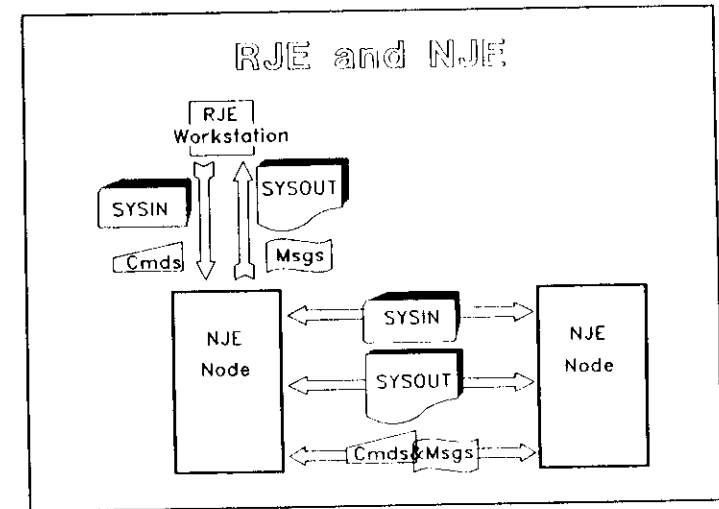 RJE and NJE
RJE
Workstation
SYSIN
SYSOUT
Cmds
Msgs
NJE
Node
SYSIN
SYSOUT
Cmds&Msgs
NJE
Node